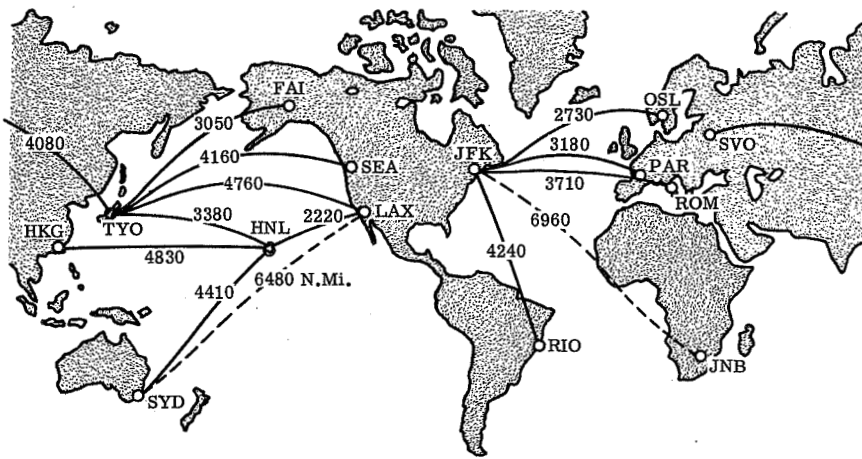 FAI
OSL
2730
3050
4080
SVO
3180
4160
JFK
SEA
PAR
4760
3710
ROM
LAX
3380
HNL
2220
6960
TYO
HKG
4830
4240
6480 N.Mi.
4410
RIO
JNB
SYD